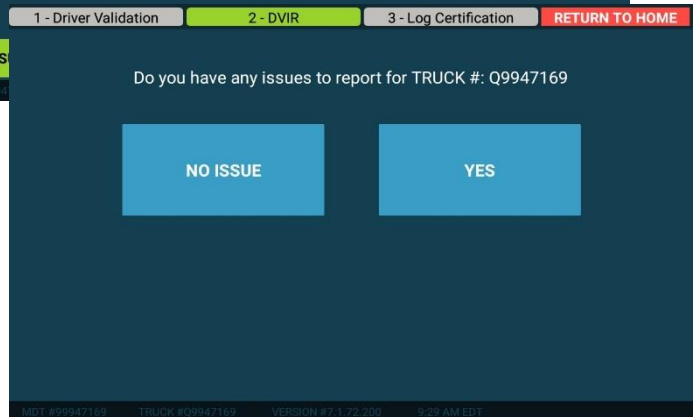 1 - Driver Validation
2 - DVIR
3 - Log Certification
RETURN TO HOME
Do you have any issues to report for TRUCK #: Q9947169
NO ISSUE
YES
MDT #99947169 TRUCK #Q9947169 VERSION #7.1.72.200 9:29 AM EDT